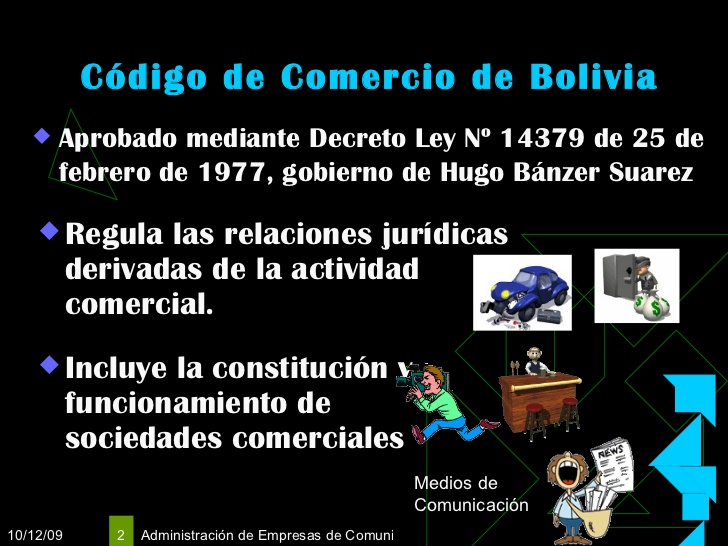 Código de Comercio de Bolivia
Aprobado mediante Decreto Ley Nº 14379 de 25 de
febrero de 1977, gobierno de Hugo Bánzer Suarez
Regula las relaciones jurídicas
derivadas de la actividad
comercial.
Incluye la constitución y
funcionamiento de
sociedades comerciales
NEWS
Medios de
Comunicación
10/12/09
2
Administración de Empresas de Comuni